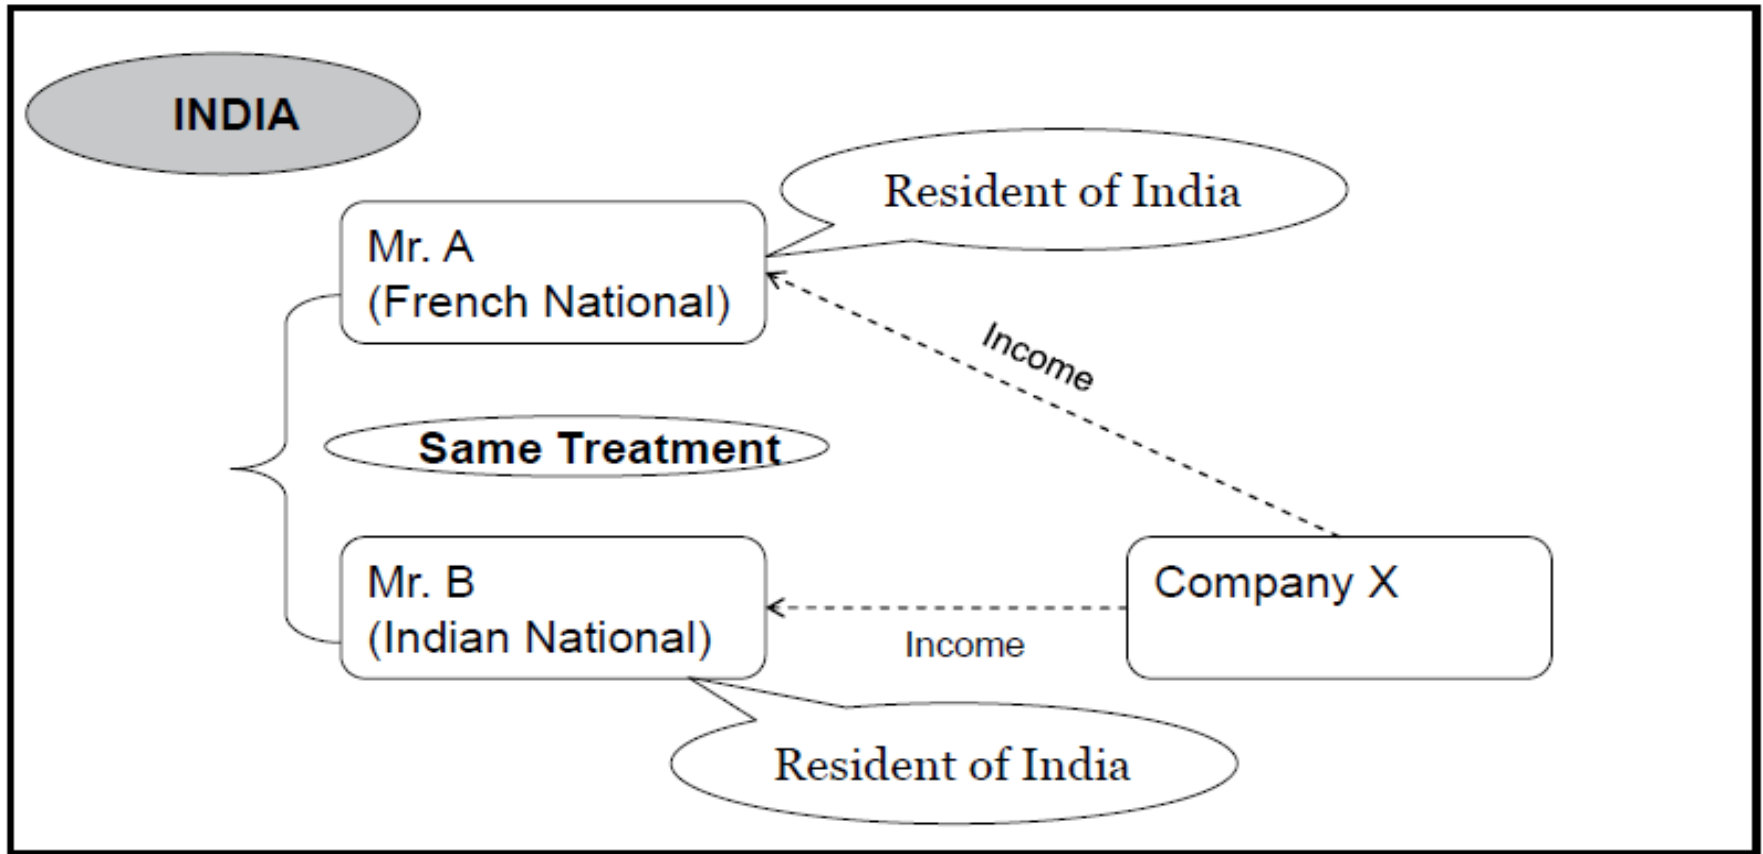 INDIA
Resident of India
Mr. A
(French National)
Income
Same Treatment
Mr. B
(Indian National)
Company X
Income
Resident of India